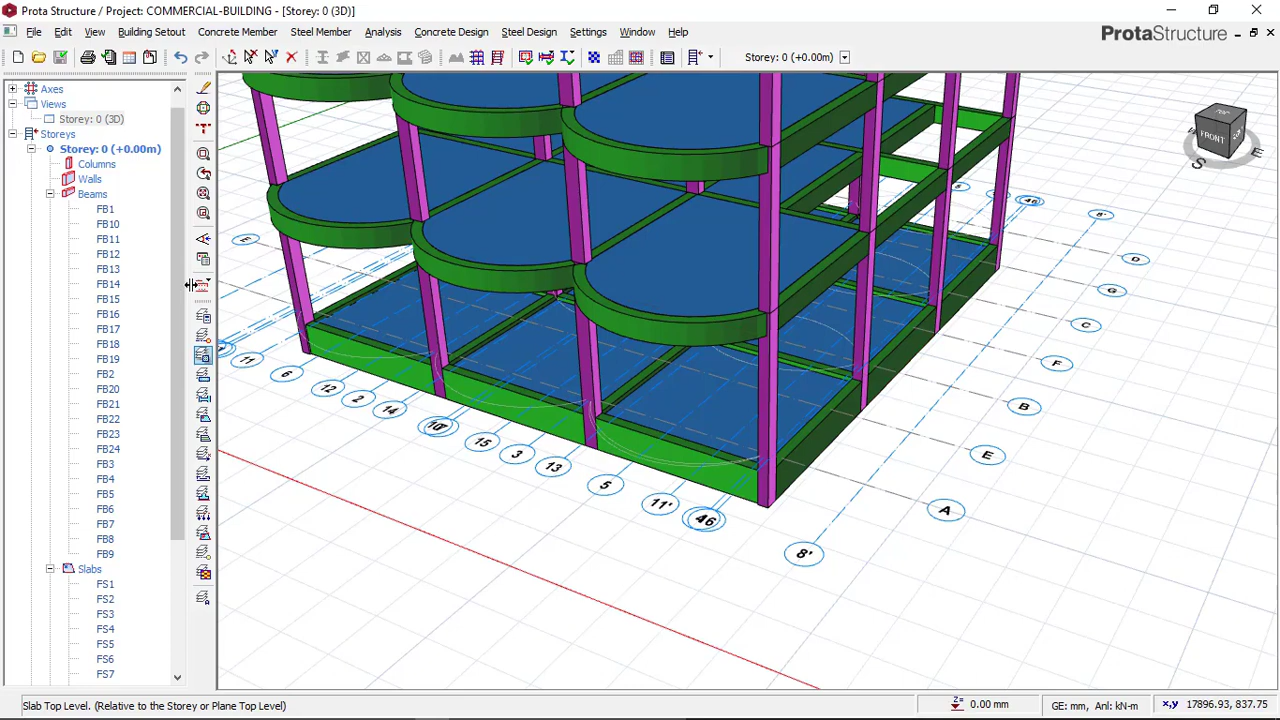 Prota Structure / Project: COMMERCIAL-BUILDING - [Storey: 0 (3D)]
File Edit View Building Setout Concrete Member Steel Member Analysis Concrete Design Steel Design Settings Window Help
ProtaStructure
Storey: 0 (+0.00m)
Axes
Views
Storey: 0 (3D)
Storeys
Storey: 0 (+0.00m)
Columns
Walls
Beams
FB1
FB10
FB11
FB12
FB13
FB14
FB15
FB16
FB17
FB18
FB19
FB2
FB20
FB21
FB22
FB23
FB24
FB3
FB4
FB5
FB6
FB7
FB8
FB9
Slabs
FS1
FS2
FS3
FS4
FS5
FS6
FS7
FRONT
S
E
E
8'
D
G
C
F
B
E
A
11
6
12
2
14
15
3
13
5
11'
46
8'
Slab Top Level. (Relative to the Storey or Plane Top Level)
Z= 0.00 mm
GE: mm, Anl: kN-m
x,y 17896.93, 837.75